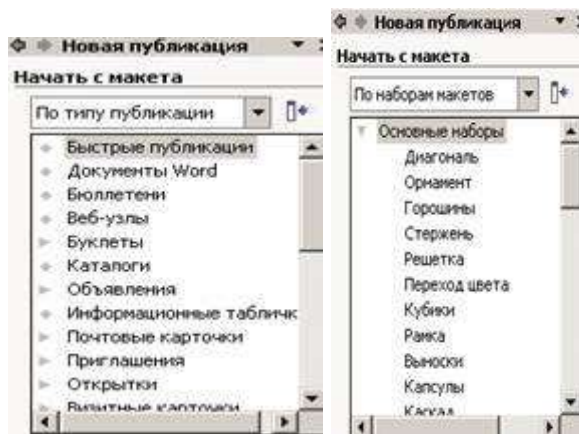 Новая публикация
Начать с макета
По типу публикации
Быстрые публикации
Документы Word
Бюллетени
Веб-узлы
Буклеты
Каталоги
Объявления
Информационные табличк
Почтовые карточки
Приглашения
Открытки
Визитные карточки
Новая публикация
Начать с макета
По наборам макетов
Основные наборы
Диагональ
Орнамент
Горошины
Стержень
Решетка
Переход цвета
Кубики
Рамка
Выноски
Капсулы
Каскад